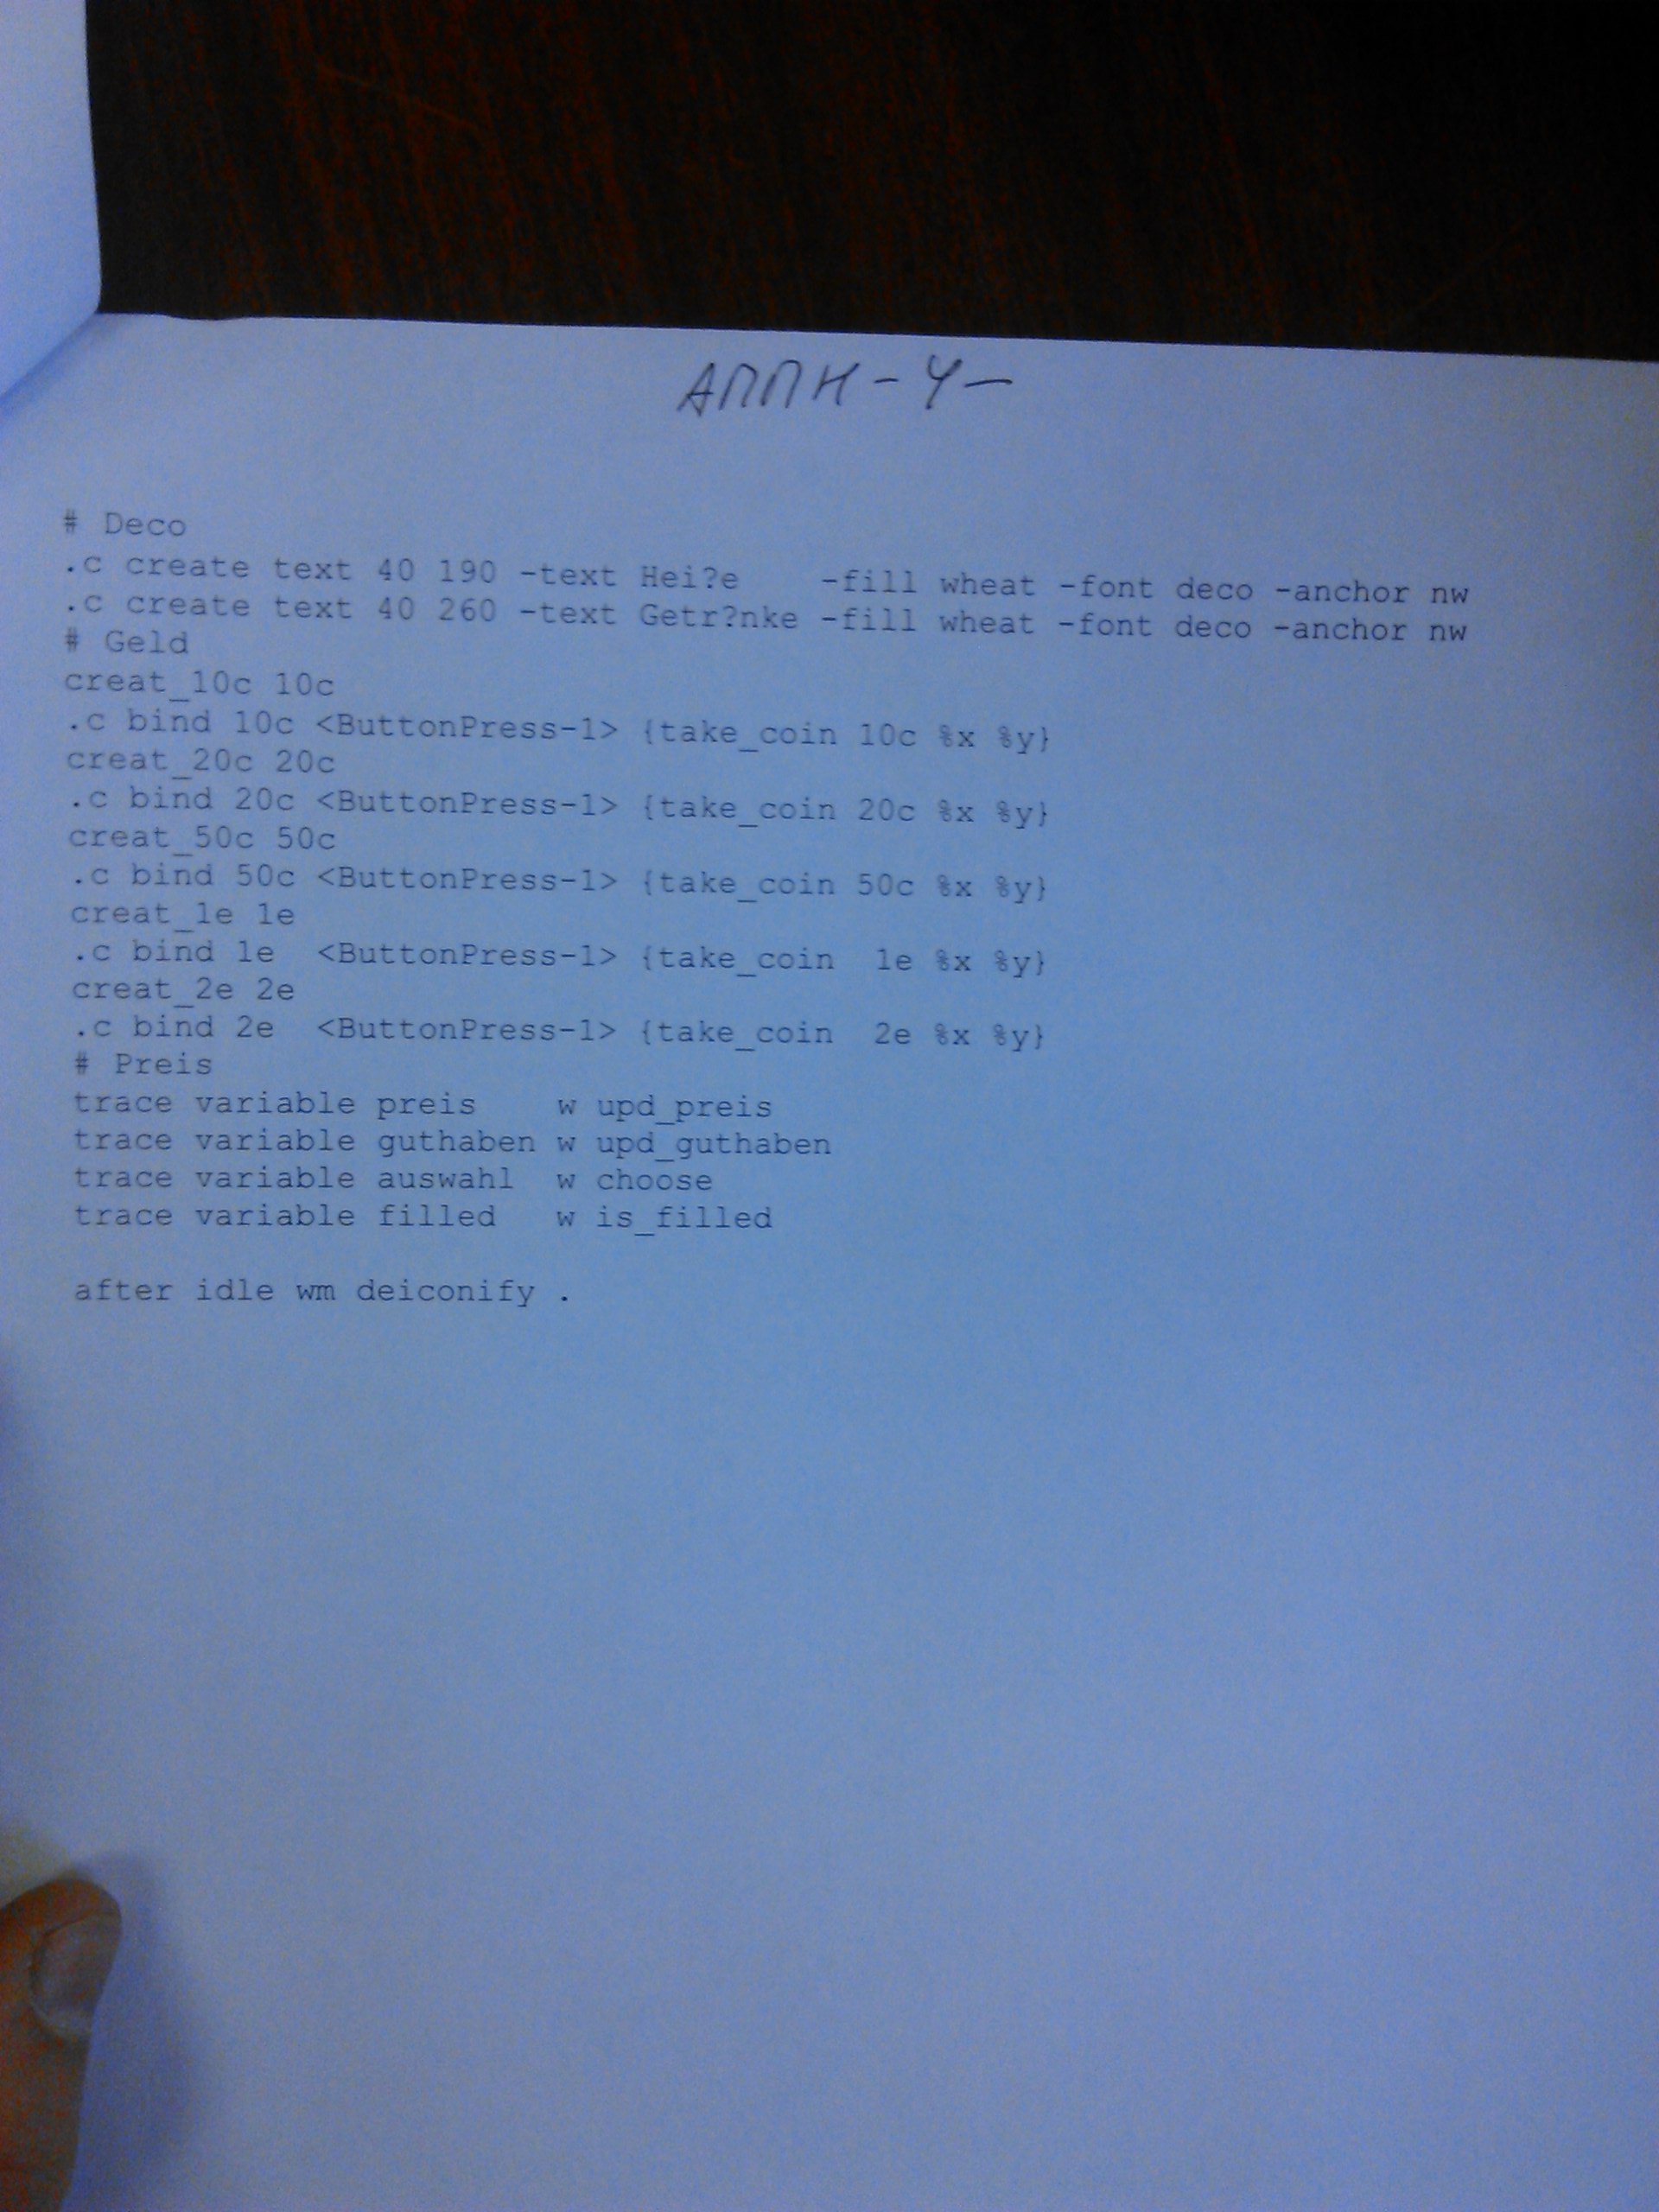 АППН-4-
# Deco
.c create text 40 190 -text Hei?e    -fill wheat -font deco -anchor nw
.c create text 40 260 -text Getr?nke -fill wheat -font deco -anchor nw
# Geld
creat_10c 10c
.c bind 10c <ButtonPress-1> {take_coin 10c %x %y}
creat_20c 20c
.c bind 20c <ButtonPress-1> {take_coin 20c %x %y}
creat_50c 50c
.c bind 50c <ButtonPress-1> {take_coin 50c %x %y}
creat_1e 1e
.c bind 1e  <ButtonPress-1> {take_coin  1e %x %y}
creat_2e 2e
.c bind 2e  <ButtonPress-1> {take_coin  2e %x %y}
# Preis
trace variable preis    w upd_preis
trace variable guthaben w upd_guthaben
trace variable auswahl  w choose
trace variable filled   w is_filled
after idle wm deiconify .